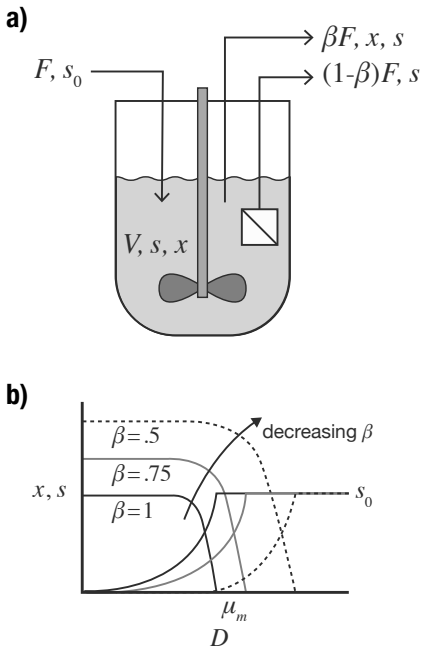 a)
F, s₀
βF, x, s
(1-β)F, s
V, s, x
b)
β=.5
decreasing β
β=.75
x, s
s₀
β=1
μₘ
D